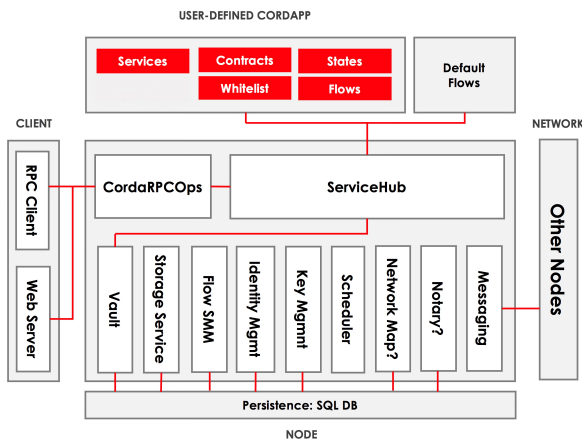 USER-DEFINED CORDAPP
Services
Contracts
States
Whitelist
Flows
Default
Flows
CLIENT
NETWORK
RPC Client
Web Server
CordaRPCOps
ServiceHub
Other Nodes
Vault
Storage Service
Flow SMM
Identity Mgmt
Key Mgmnt
Scheduler
Network Map?
Notary?
Messaging
Persistence: SQL DB
NODE